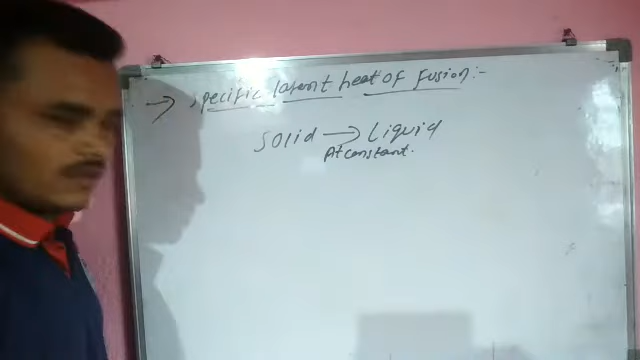 → Specific latent heat of fusion:-
Solid → Liquid
At constant.